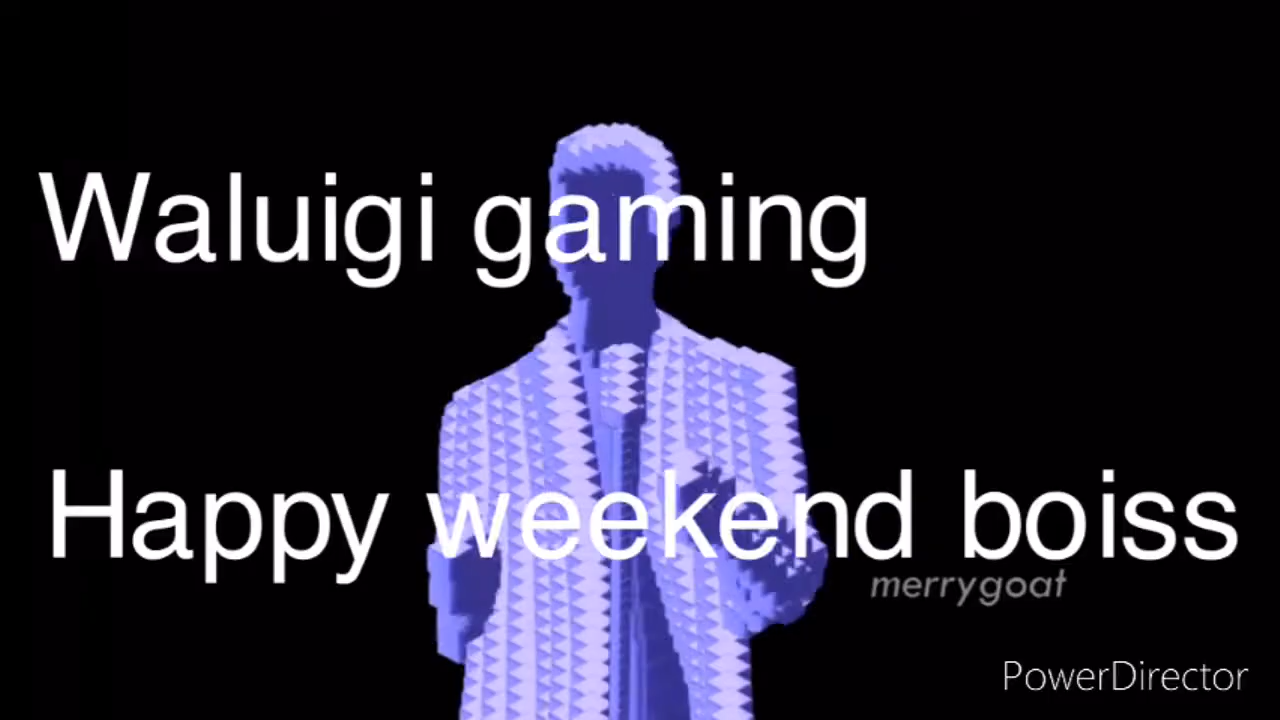 Waluigi gaming
Happy weekend boiss
merrygoat
PowerDirector